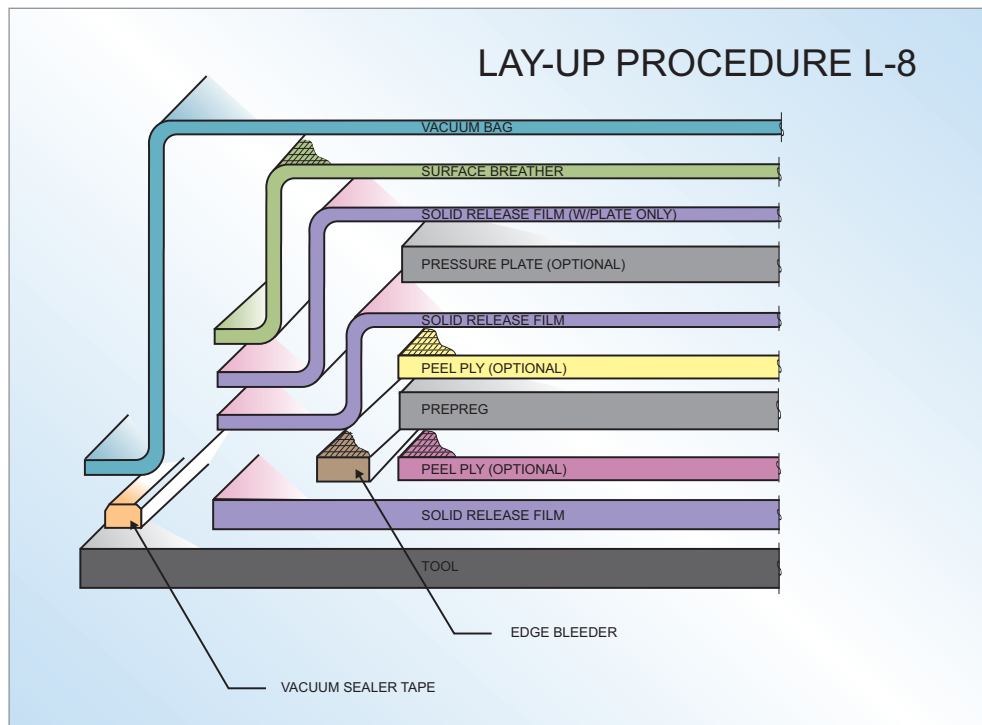 LAY-UP PROCEDURE L-8
VACUUM BAG
SURFACE BREATHER
SOLID RELEASE FILM (W/PLATE ONLY)
PRESSURE PLATE (OPTIONAL)
SOLID RELEASE FILM
PEEL PLY (OPTIONAL)
PREPREG
PEEL PLY (OPTIONAL)
SOLID RELEASE FILM
TOOL
EDGE BLEEDER
VACUUM SEALER TAPE